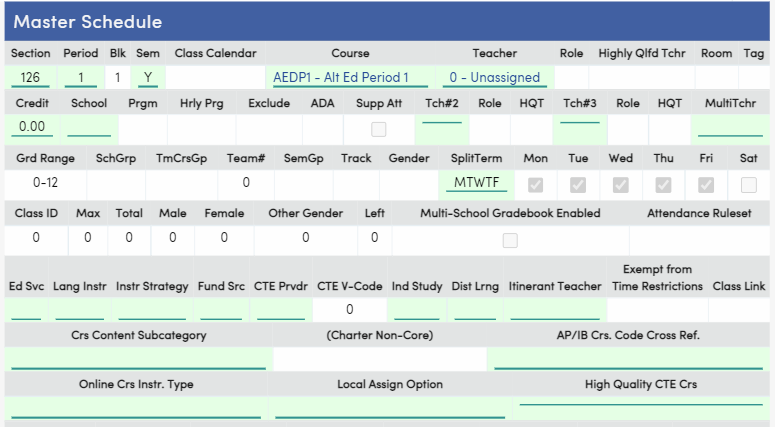 Master Schedule
Section Period Blk Sem Class Calendar Course Teacher Role Highly Qlfd Tchr Room Tag
126 1 1 Y AEDP1 - Alt Ed Period 1 0 - Unassigned
Credit School Prgm Hrly Prg Exclude ADA Supp Att Tch#2 Role HQT Tch#3 Role HQT MultiTchr
0.00
Grd Range SchGrp TmCrsGp Team# SemGp Track Gender SplitTerm Mon Tue Wed Thu Fri Sat
0-12 0 MTWTF
Class ID Max Total Male Female Other Gender Left Multi-School Gradebook Enabled Attendance Ruleset
0 0 0 0 0 0 0
Exempt from
Ed Svc Lang Instr Instr Strategy Fund Src CTE Prvdr CTE V-Code Ind Study Dist Lrng Itinerant Teacher Time Restrictions Class Link
0
Crs Content Subcategory (Charter Non-Core) AP/IB Crs. Code Cross Ref.
Online Crs Instr. Type Local Assign Option High Quality CTE Crs